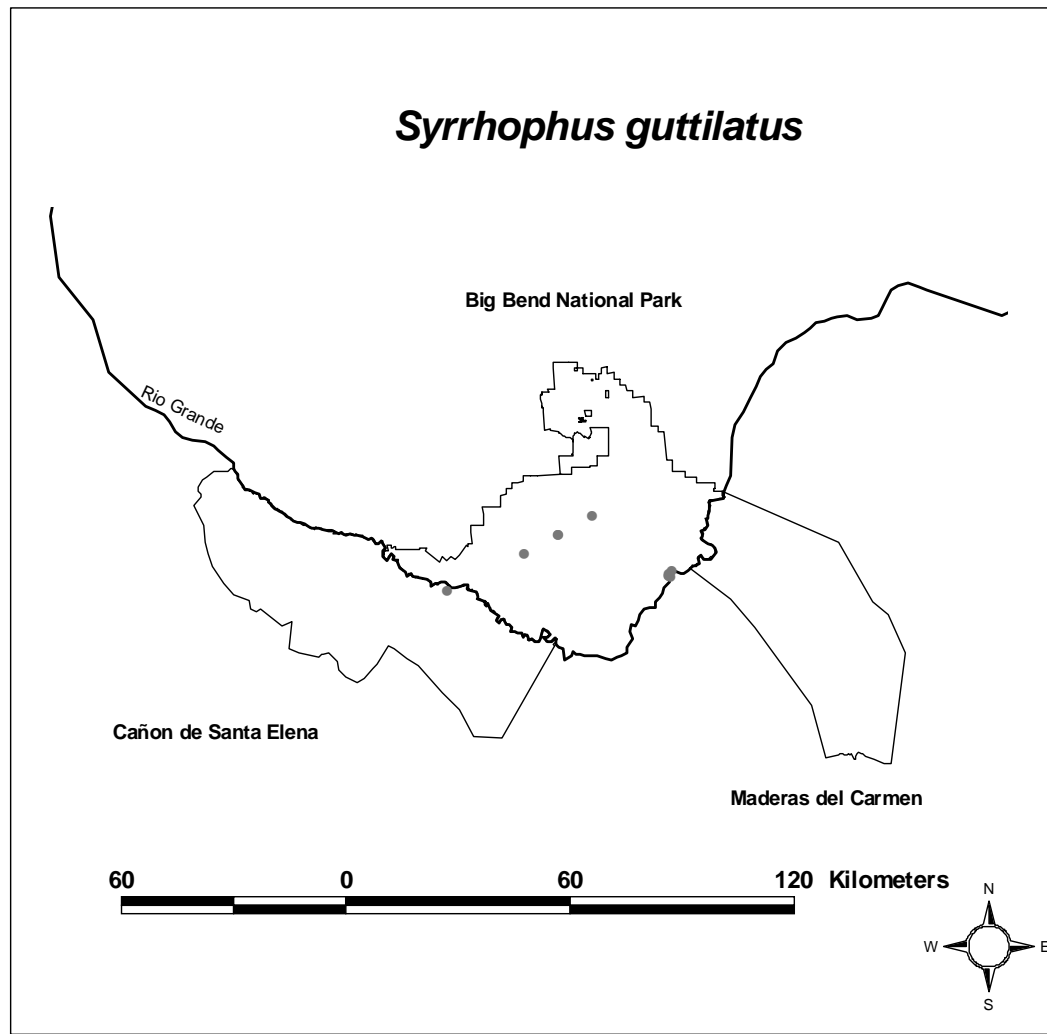 Syrrhophus guttilatus
Big Bend National Park
Rio Grande
Cañon de Santa Elena
Maderas del Carmen
60 0 60 120 Kilometers
N
W E
S